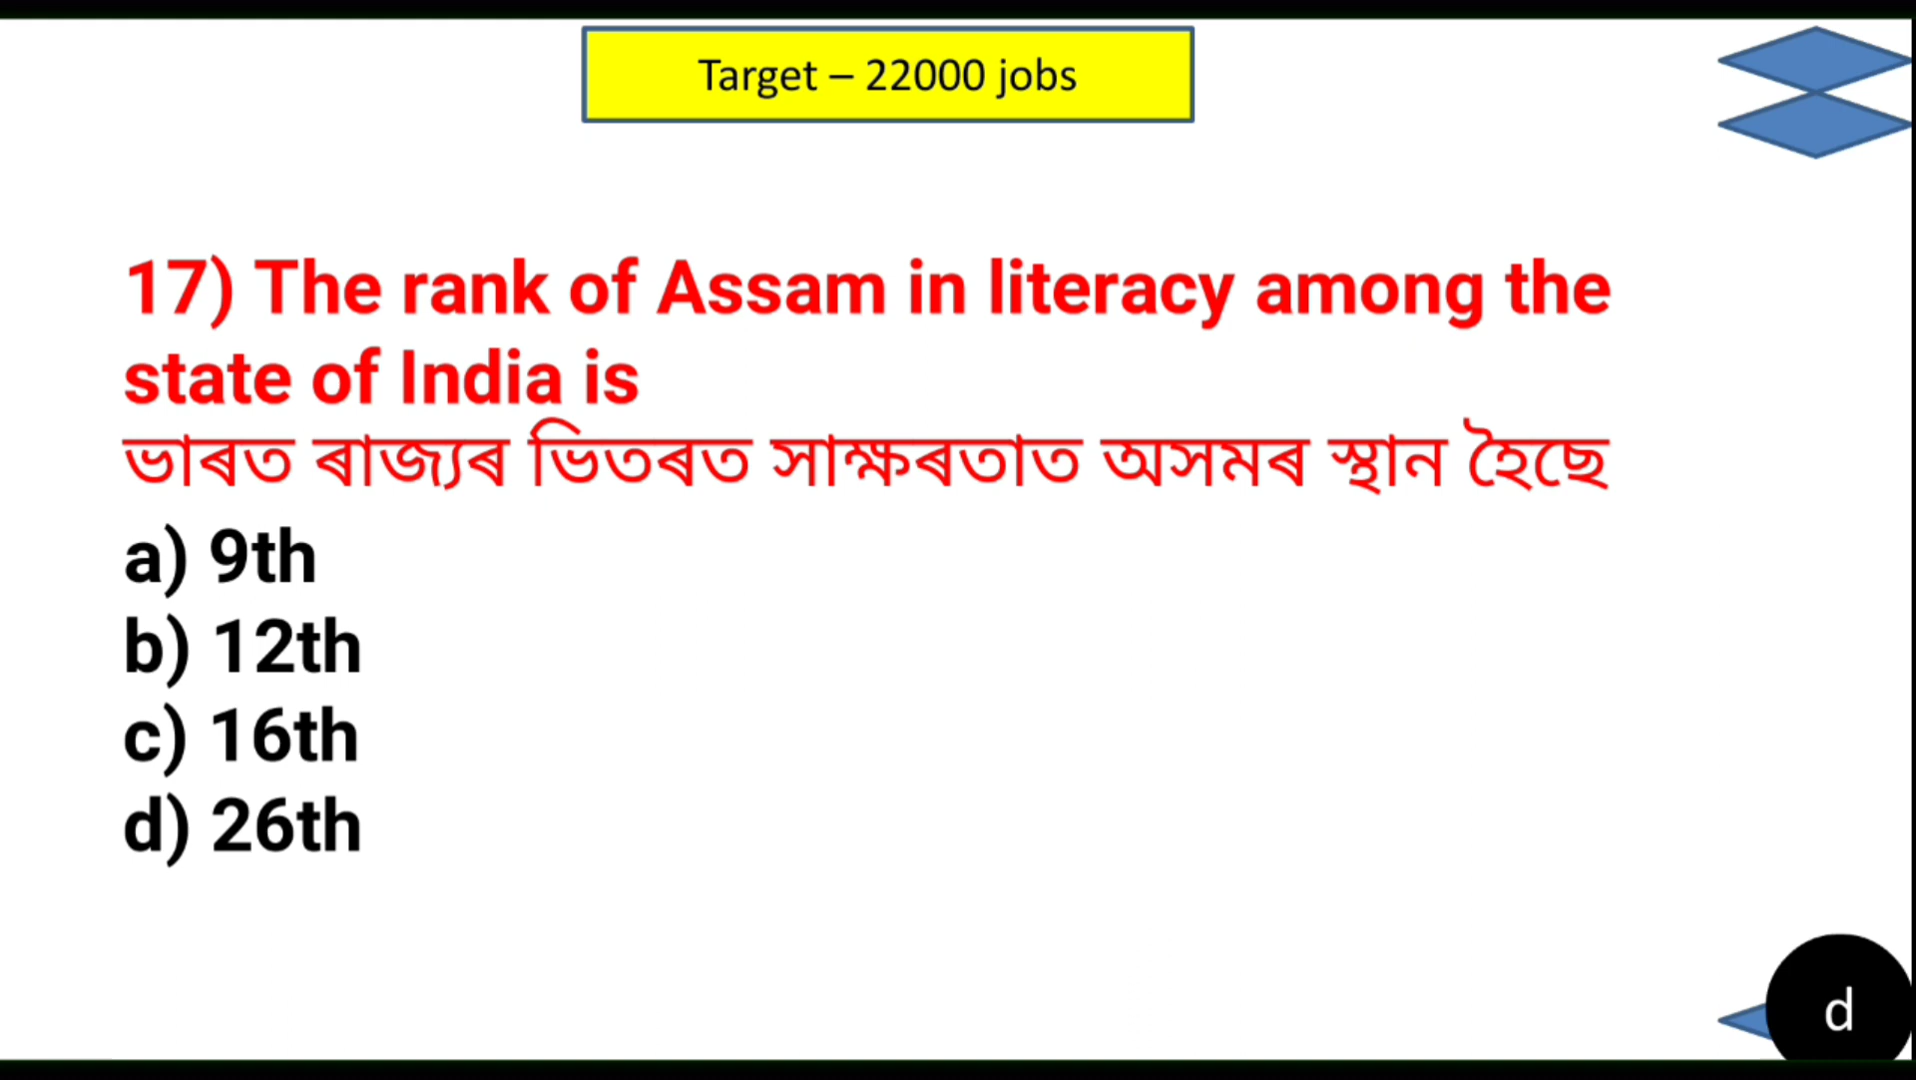 Target – 22000 jobs
17) The rank of Assam in literacy among the
state of India is
ভাৰত ৰাজ্যৰ ভিতৰত সাক্ষৰতাত অসমৰ স্থান হৈছে
a) 9th
b) 12th
c) 16th
d) 26th
d